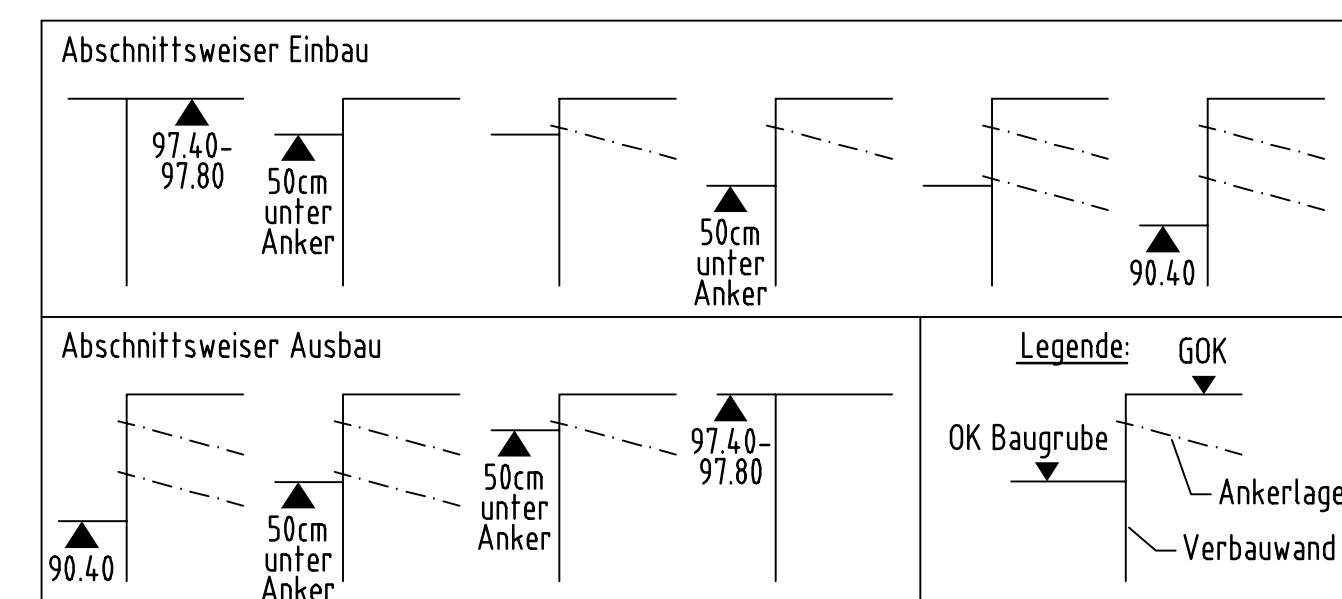 Abschnittsweiser Einbau
97.40-
97.80
50cm
unter
Anker
50cm
unter
Anker
90.40
Abschnittsweiser Ausbau
90.40
50cm
unter
Anker
50cm
unter
Anker
97.40-
97.80
Legende:
GOK
OK Baugrube
Ankerlage
Verbauwand